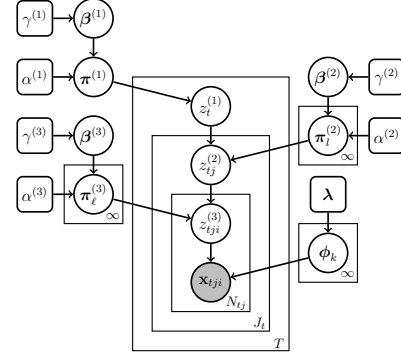 γ^(1) β^(1)
α^(1) π^(1)
z_t^(1)
β^(2) γ^(2)
γ^(3) β^(3)
z_tj^(2)
π_l^(2) α^(2)
∞
α^(3) π_ℓ^(3)
∞
z_tji^(3)
λ
x_tji
ϕ_k
∞
N_tj
J_t
T